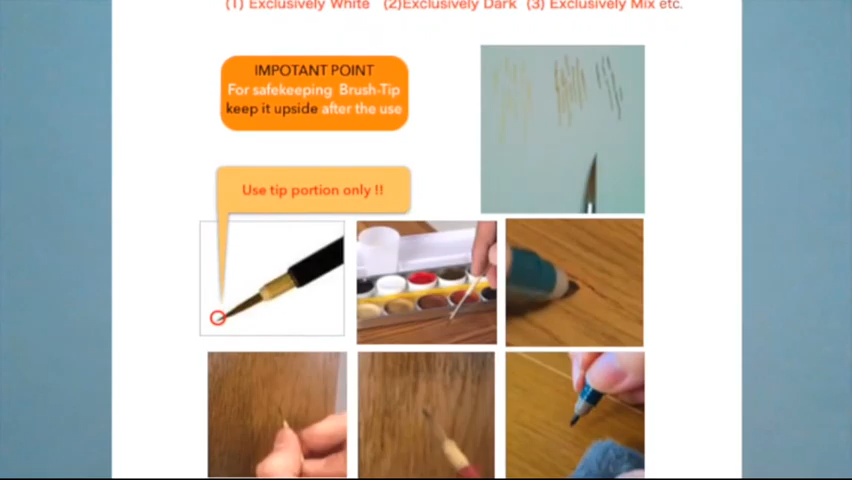 (1) Exclusively White (2)Exclusively Dark (3) Exclusively Mix etc.
IMPOTANT POINT
For safekeeping Brush-Tip
keep it upside after the use
Use tip portion only !!